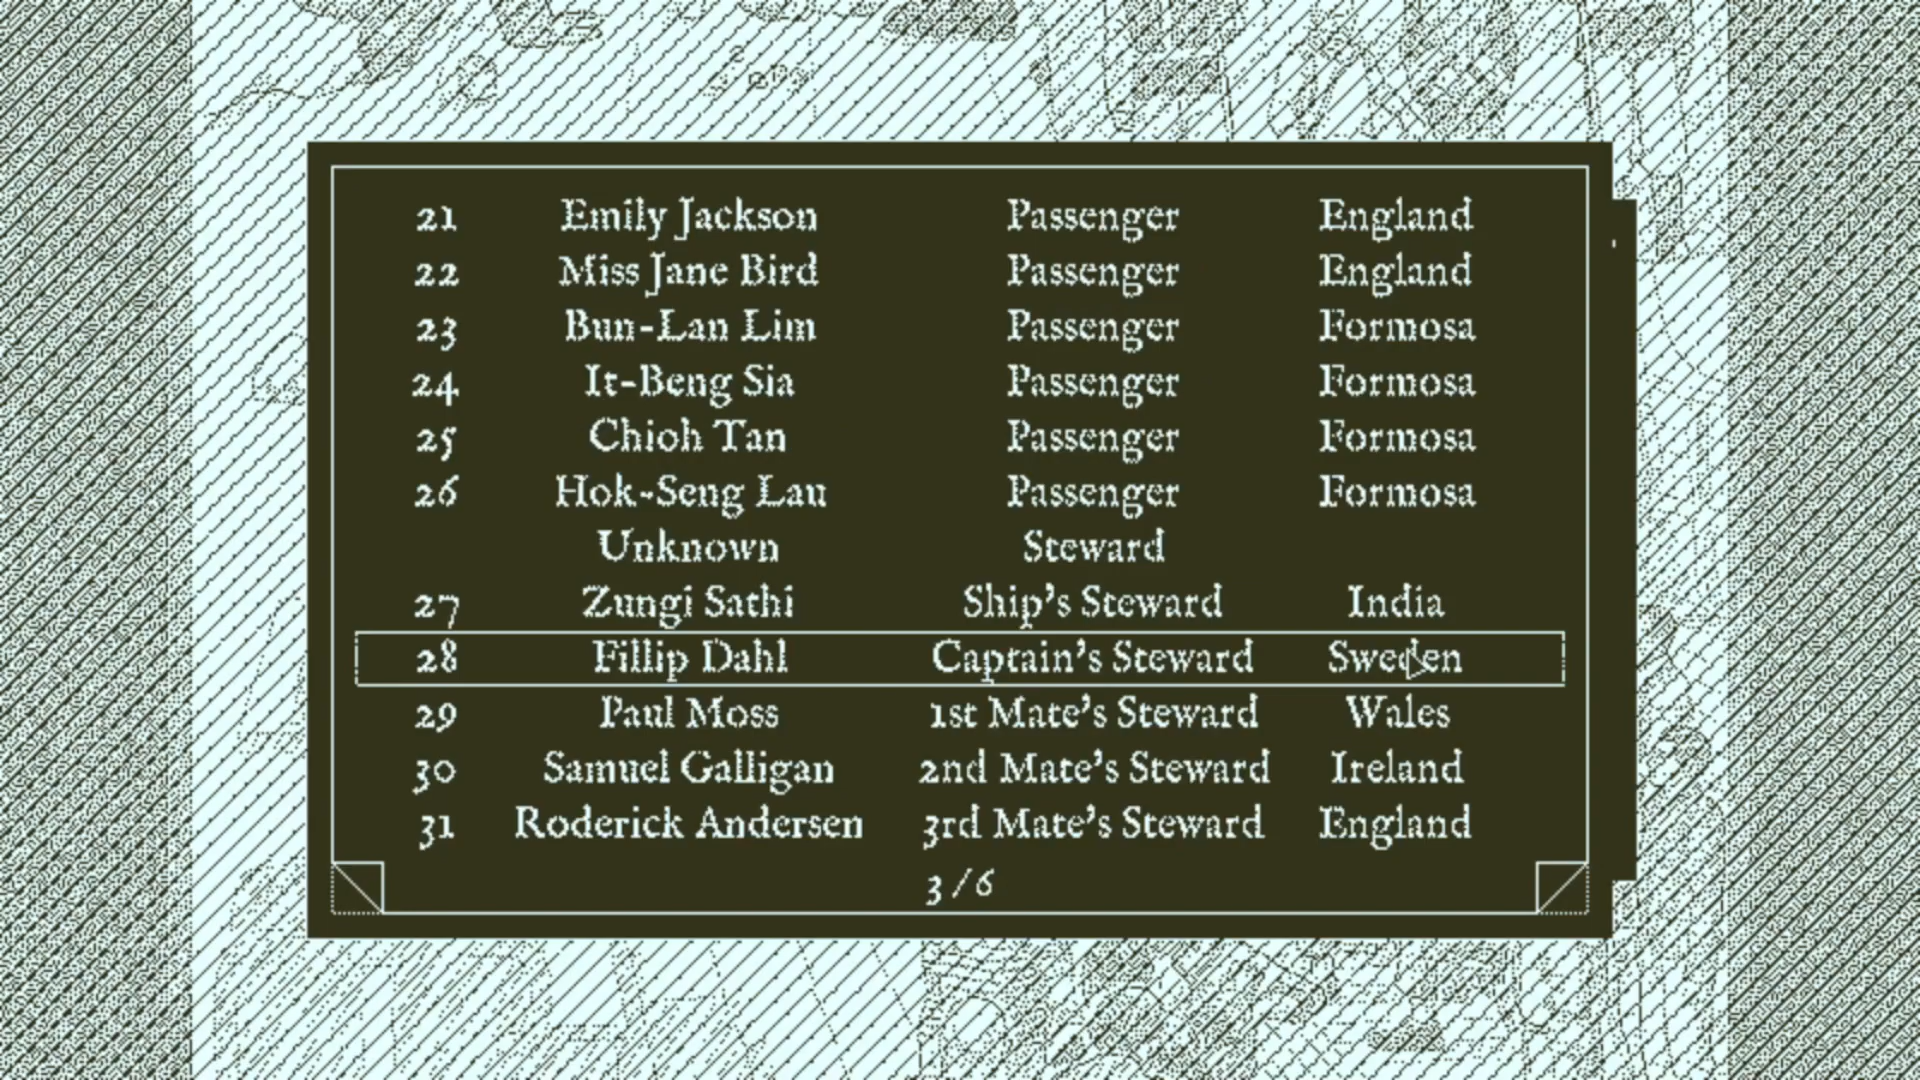 21 Emily Jackson Passenger England
22 Miss Jane Bird Passenger England
23 Bun-Lan Lim Passenger Formosa
24 It-Beng Sia Passenger Formosa
25 Chioh Tan Passenger Formosa
26 Hok-Seng Lau Passenger Formosa
Unknown Steward
27 Zungi Sathi Ship's Steward India
28 Fillip Dahl Captain's Steward Sweden
29 Paul Moss 1st Mate's Steward Wales
30 Samuel Galligan 2nd Mate's Steward Ireland
31 Roderick Andersen 3rd Mate's Steward England
3/6